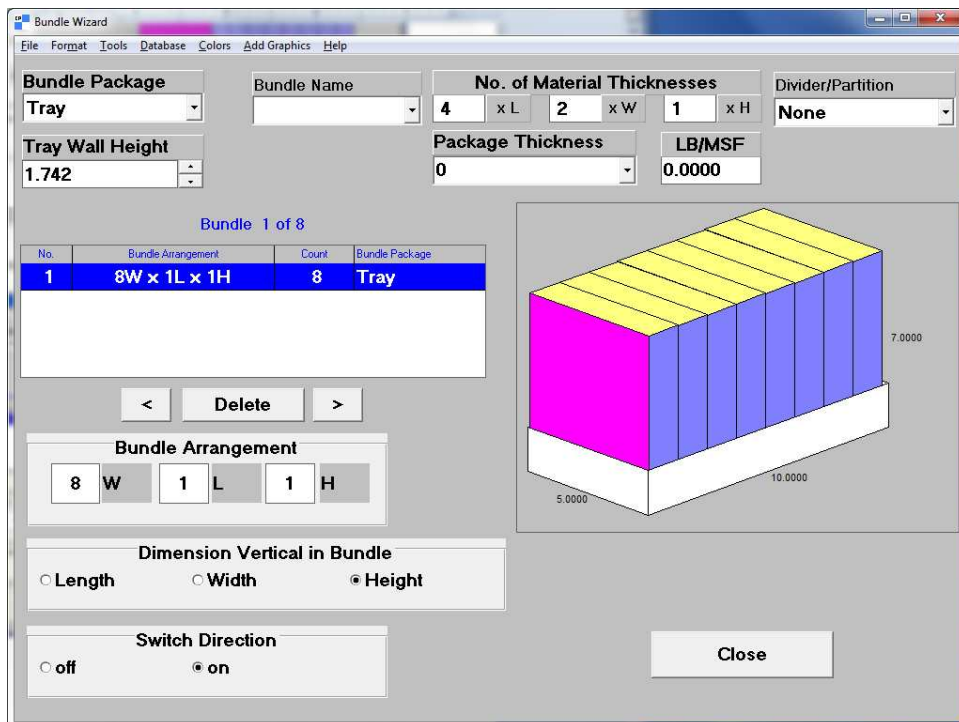 Bundle Wizard
File Format Tools Database Colors Add Graphics Help
Bundle Package
Tray
Bundle Name
No. of Material Thicknesses
4 x L 2 x W 1 x H
Divider/Partition
None
Tray Wall Height
1.742
Package Thickness
0
LB/MSF
0.0000
Bundle 1 of 8
No. Bundle Arrangement Count Bundle Package
1 8W x 1L x 1H 8 Tray
7.0000
10.0000
5.0000
< Delete >
Bundle Arrangement
8 W 1 L 1 H
Dimension Vertical in Bundle
Length Width Height
Switch Direction
off on
Close